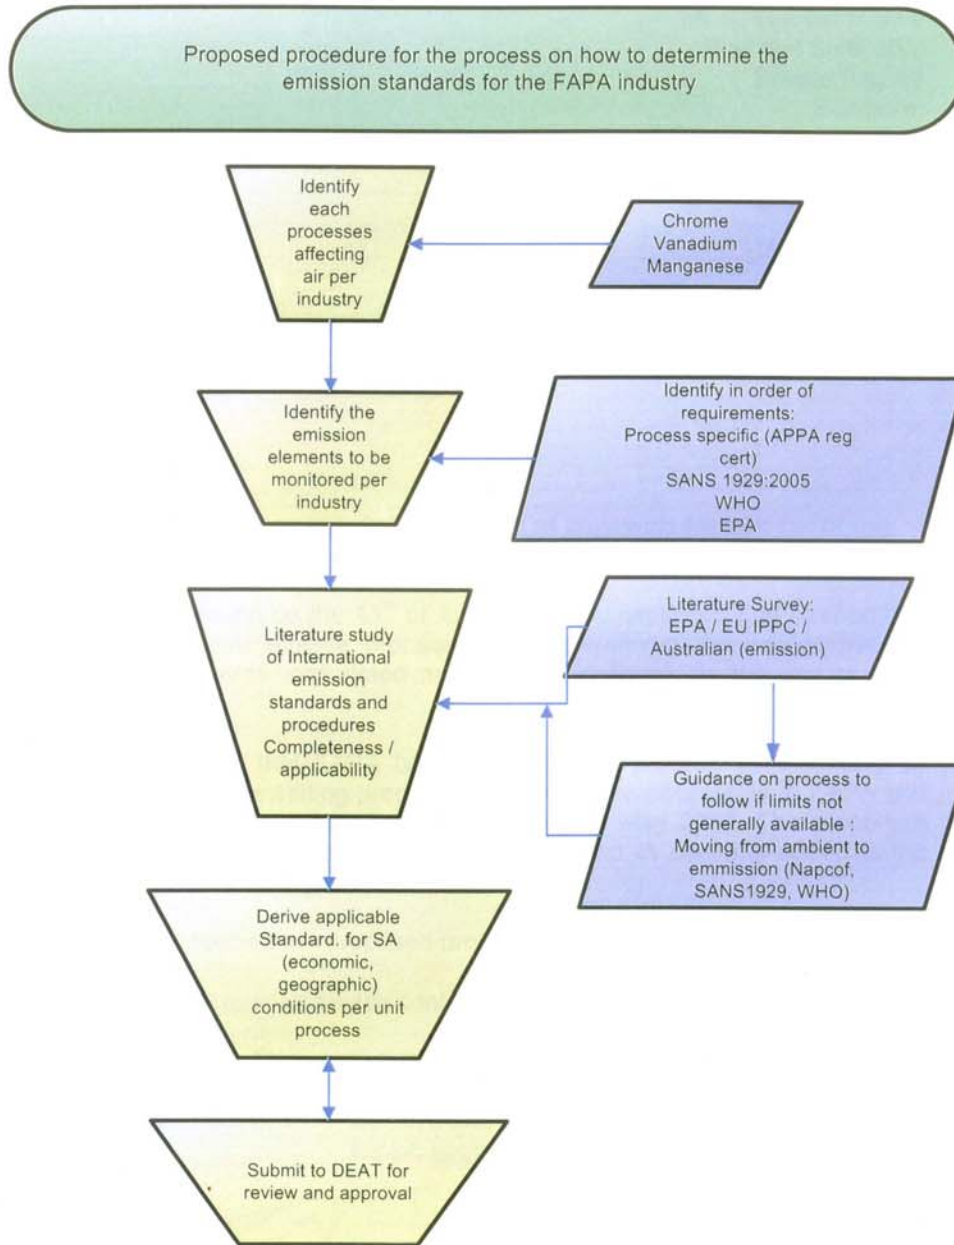 Proposed procedure for the process on how to determine the
emission standards for the FAPA industry
Identify
each
processes
affecting
air per
industry
Chrome
Vanadium
Manganese
Identify the
emission
elements to be
monitored per
industry
Identify in order of
requirements:
Process specific (APPA reg
cert)
SANS 1929:2005
WHO
EPA
Literature study
of International
emission
standards and
procedures
Completeness /
applicability
Literature Survey:
EPA / EU IPPC /
Australian (emission)
Guidance on process to
follow if limits not
generally available :
Moving from ambient to
emmission (Napcof,
SANS1929, WHO)
Derive applicable
Standard. for SA
(economic,
geographic)
conditions per unit
process
Submit to DEAT for
review and approval